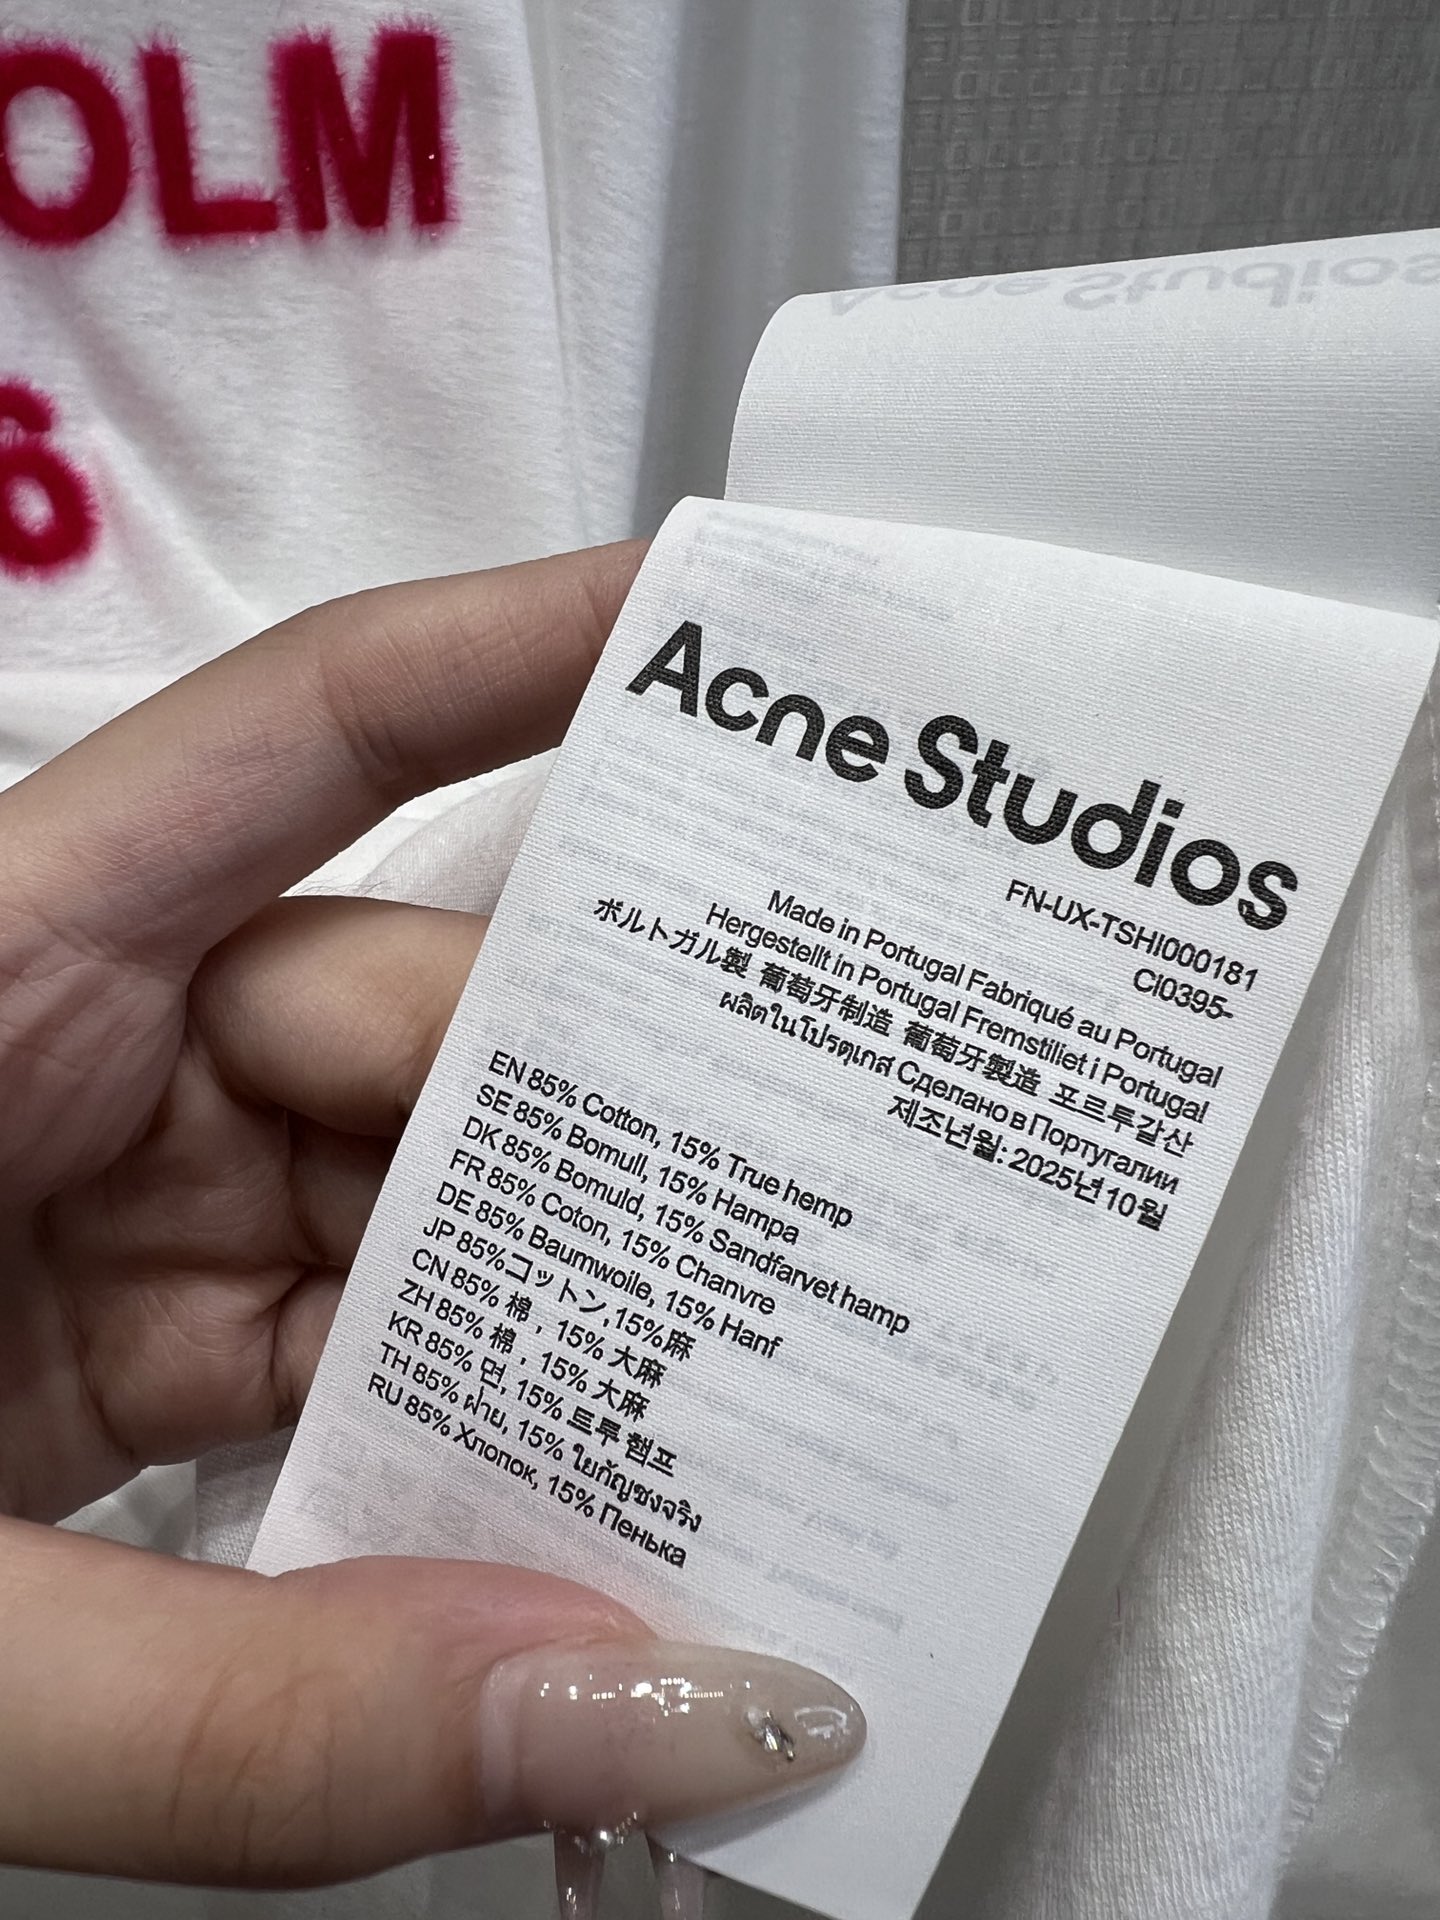 OLM
6
Acne Studios
Acne Studios
FN-UX-TSHI000181
CI0395-
Made in Portugal Fabriqué au Portugal
Hergestellt in Portugal Fremstiliet i Portugal
ポルトガル製 葡萄牙制造 葡萄牙製造 포르투갈산
ผลิตในโปรตุเกส Сделано в Португалии
제조년월: 2025년 10월
EN 85% Cotton, 15% True hemp
SE 85% Bomull, 15% Hampa
DK 85% Bomuld, 15% Sandfarvet hamp
FR 85% Coton, 15% Chanvre
DE 85% Baumwoile, 15% Hanf
JP 85%コットン,15%麻
CN 85% 棉，15% 大麻
ZH 85% 棉，15% 大麻
KR 85% 면, 15% 트루 햄프
TH 85% ฝ้าย, 15% ใยกัญชงจริง
RU 85% Хлопок, 15% Пенька